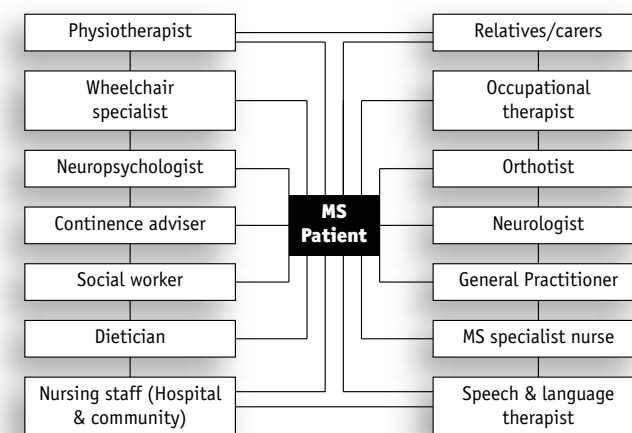 Physiotherapist
Wheelchair
specialist
Neuropsychologist
Continence adviser
Social worker
Dietician
Nursing staff (Hospital
& community)
MS
Patient
Relatives/carers
Occupational
therapist
Orthotist
Neurologist
General Practitioner
MS specialist nurse
Speech & language
therapist